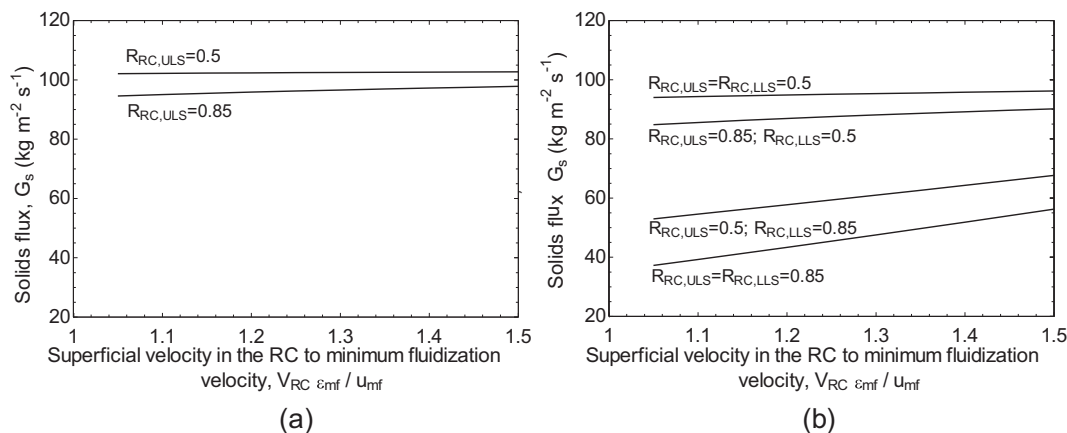 120
100
80
60
40
20
Solids flux, Gs (kg m-2 s-1)
RRC,ULS=0.5
RRC,ULS=0.85
1 1.1 1.2 1.3 1.4 1.5
Superficial velocity in the RC to minimum fluidization
velocity, VRC εmf / umf
(a)
120
100
80
60
40
20
Solids flux Gs (kg m-2 s-1)
RRC,ULS=RRC,LLS=0.5
RRC,ULS=0.85; RRC,LLS=0.5
RRC,ULS=0.5; RRC,LLS=0.85
RRC,ULS=RRC,LLS=0.85
1 1.1 1.2 1.3 1.4 1.5
Superficial velocity in the RC to minimum fluidization
velocity, VRC εmf / umf
(b)